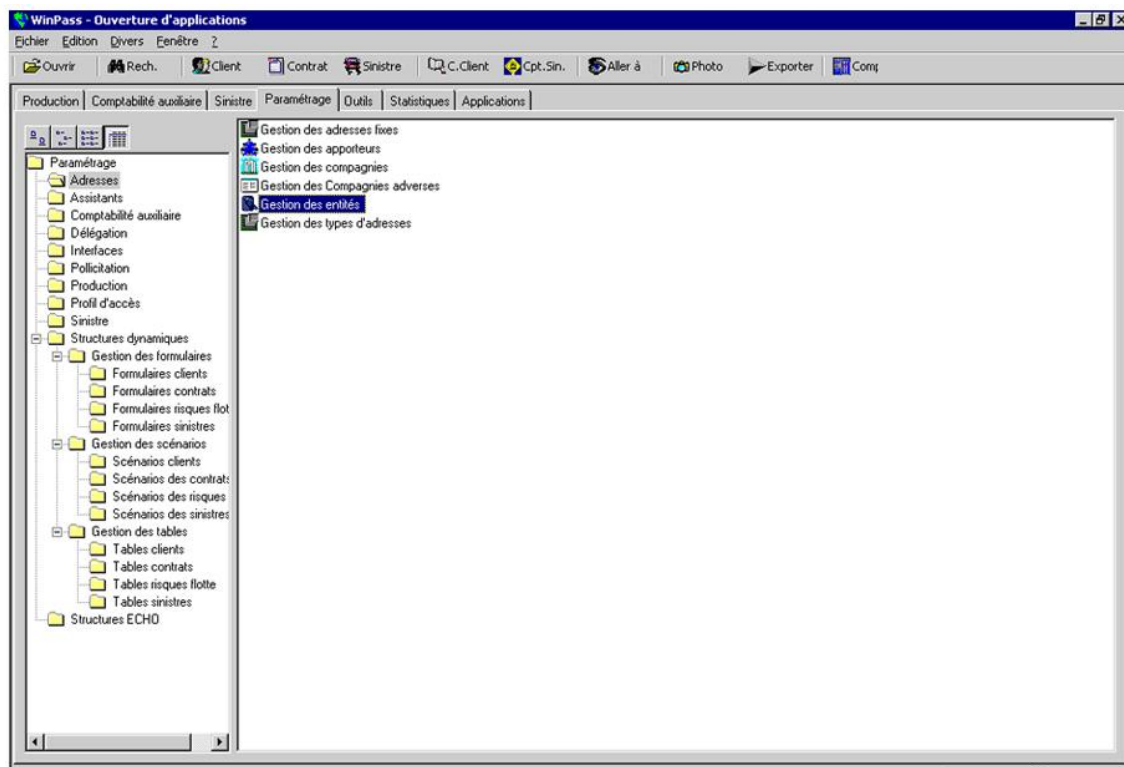 WinPass - Ouverture d'applications
Fichier Edition Divers Fenêtre ?
Ouvrir Rech. Client Contrat Sinistre C.Client Cpt.Sin. Aller à Photo Exporter Comp
Production Comptabilité auxiliaire Sinistre Paramétrage Outils Statistiques Applications
Paramétrage
Adresses
Assistants
Comptabilité auxiliaire
Délégation
Interfaces
Pollicitation
Production
Profil d'accès
Sinistre
Structures dynamiques
Gestion des formulaires
Formulaires clients
Formulaires contrats
Formulaires risques flot
Formulaires sinistres
Gestion des scénarios
Scénarios clients
Scénarios des contrats
Scénarios des risques
Scénarios des sinistres
Gestion des tables
Tables clients
Tables contrats
Tables risques flotte
Tables sinistres
Structures ECHO
Gestion des adresses fixes
Gestion des apporteurs
Gestion des compagnies
Gestion des Compagnies adverses
Gestion des entités
Gestion des types d'adresses